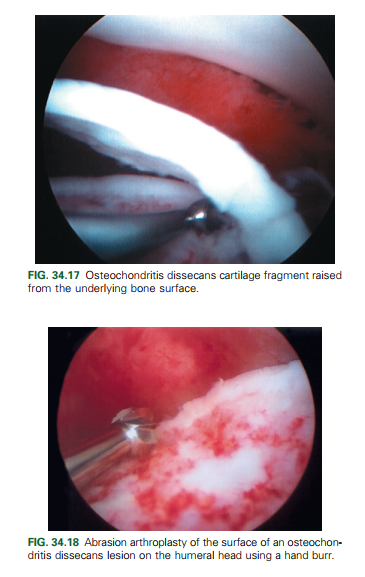 FIG. 34.17 Osteochondritis dissecans cartilage fragment raised
from the underlying bone surface.
FIG. 34.18 Abrasion arthroplasty of the surface of an osteochon-
dritis dissecans lesion on the humeral head using a hand burr.